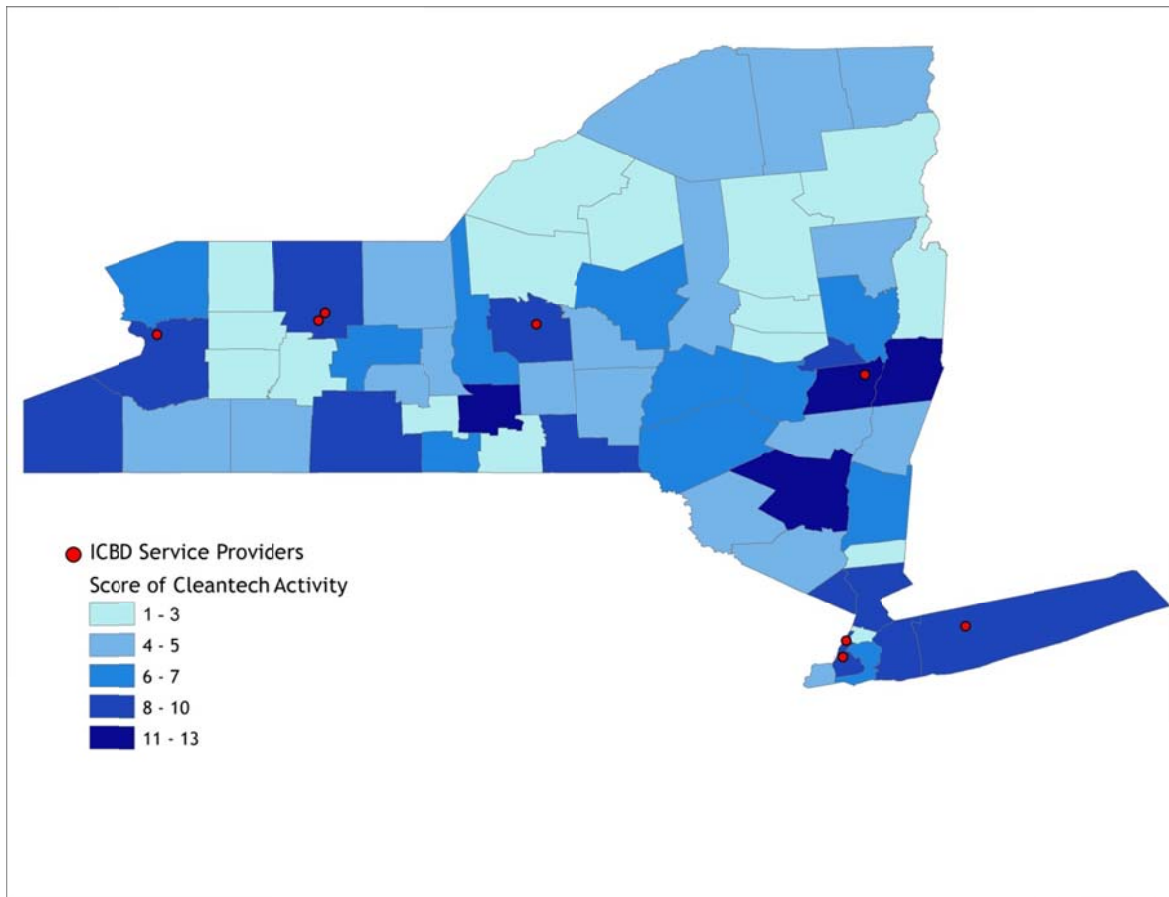 ICBD Service Providers
Score of Cleantech Activity
1 - 3
4 - 5
6 - 7
8 - 10
11 - 13